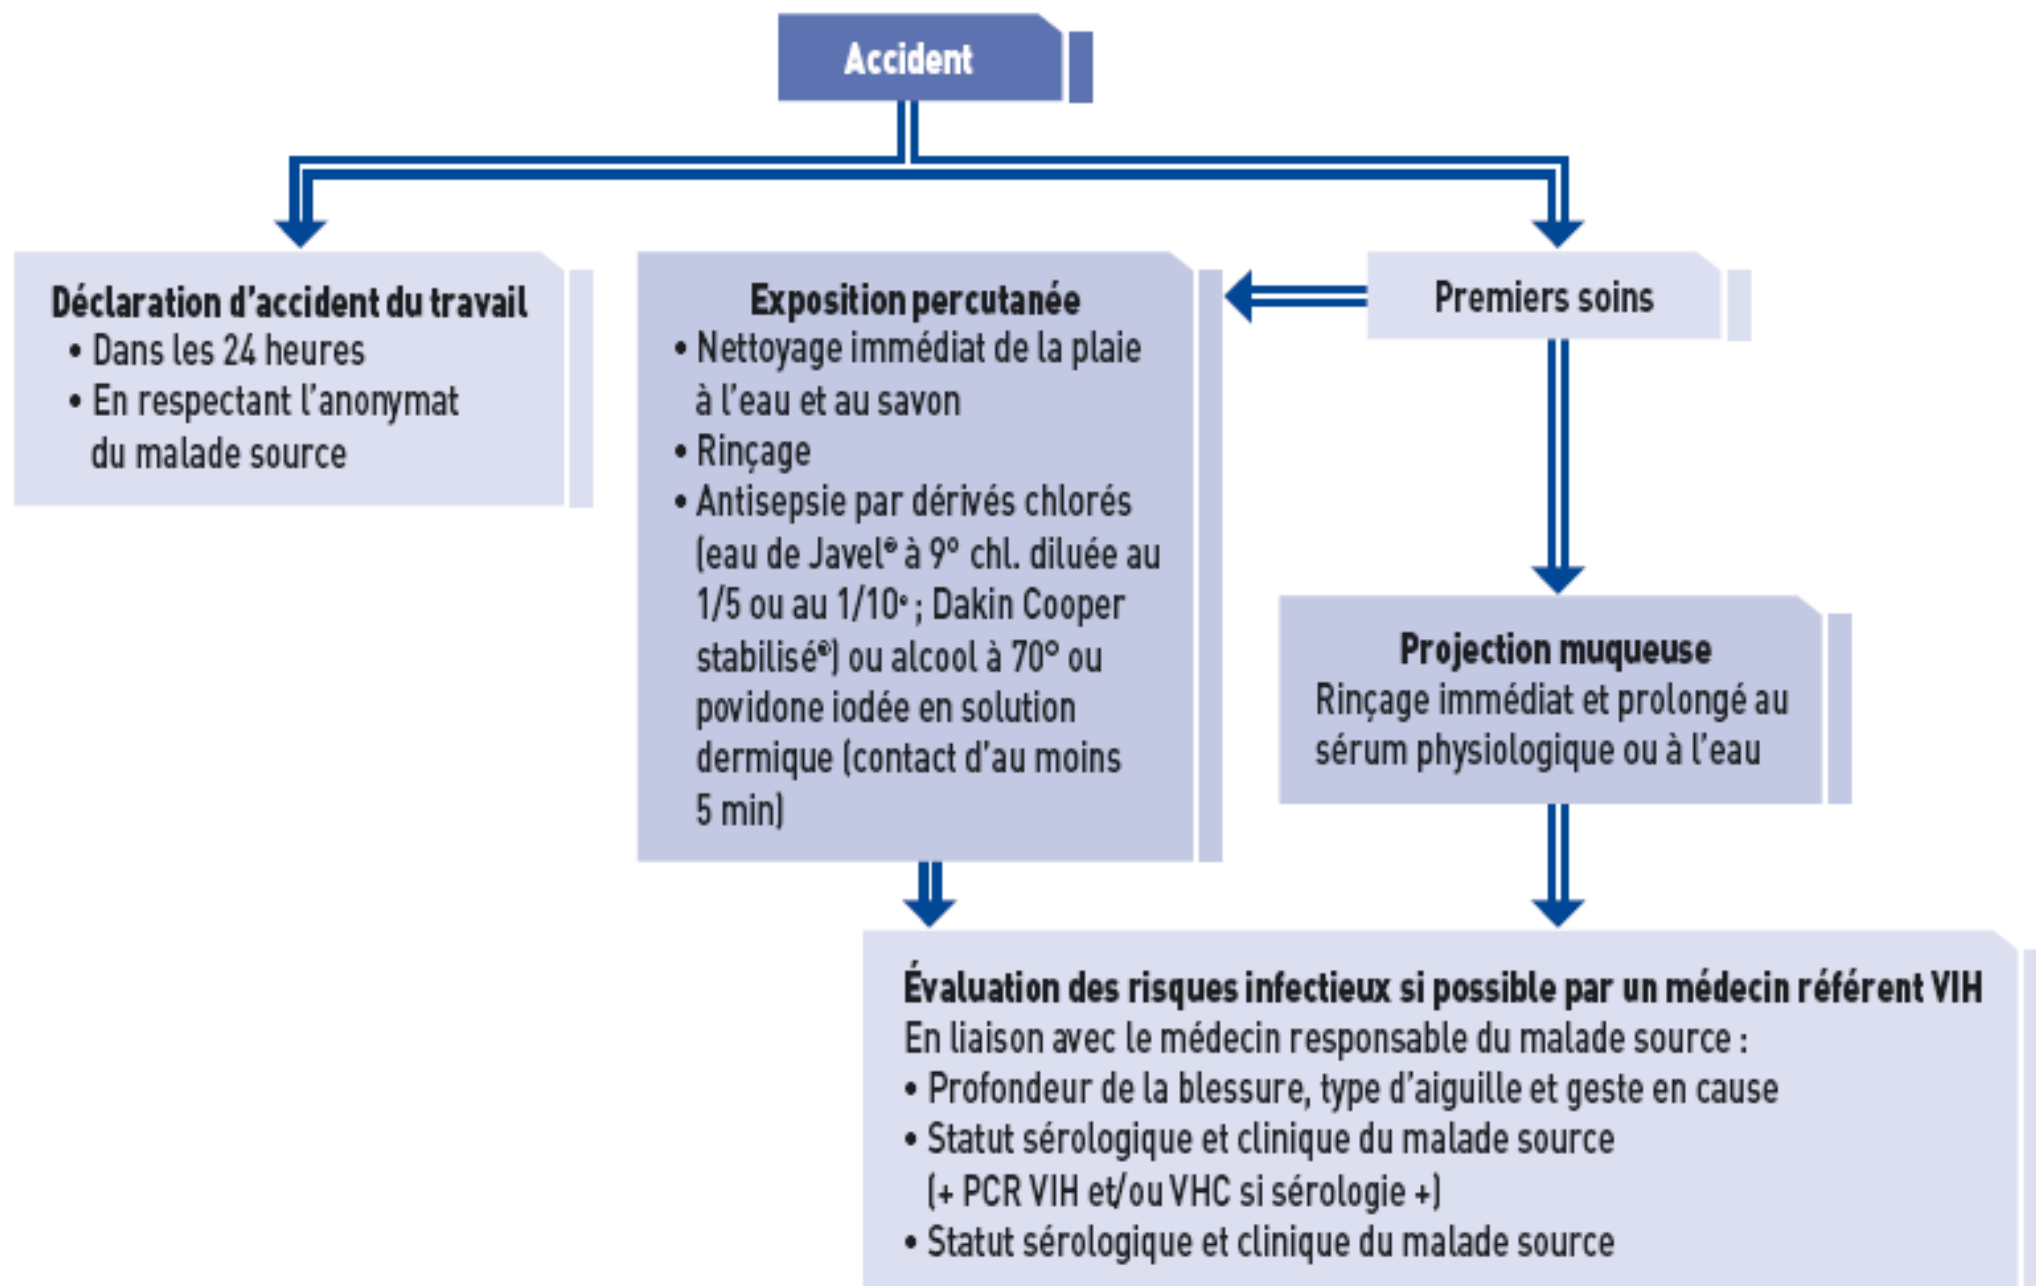 Accident
Déclaration d’accident du travail
• Dans les 24 heures
• En respectant l’anonymat
du malade source
Exposition percutanée
• Nettoyage immédiat de la plaie
à l’eau et au savon
• Rinçage
• Antisepsie par dérivés chlorés
(eau de Javel® à 9° chl. diluée au
1/5 ou au 1/10e ; Dakin Cooper
stabilisé®) ou alcool à 70° ou
povidone iodée en solution
dermique (contact d’au moins
5 min)
Premiers soins
Projection muqueuse
Rinçage immédiat et prolongé au
sérum physiologique ou à l’eau
Évaluation des risques infectieux si possible par un médecin référent VIH
En liaison avec le médecin responsable du malade source :
• Profondeur de la blessure, type d’aiguille et geste en cause
• Statut sérologique et clinique du malade source
(+ PCR VIH et/ou VHC si sérologie +)
• Statut sérologique et clinique du malade source